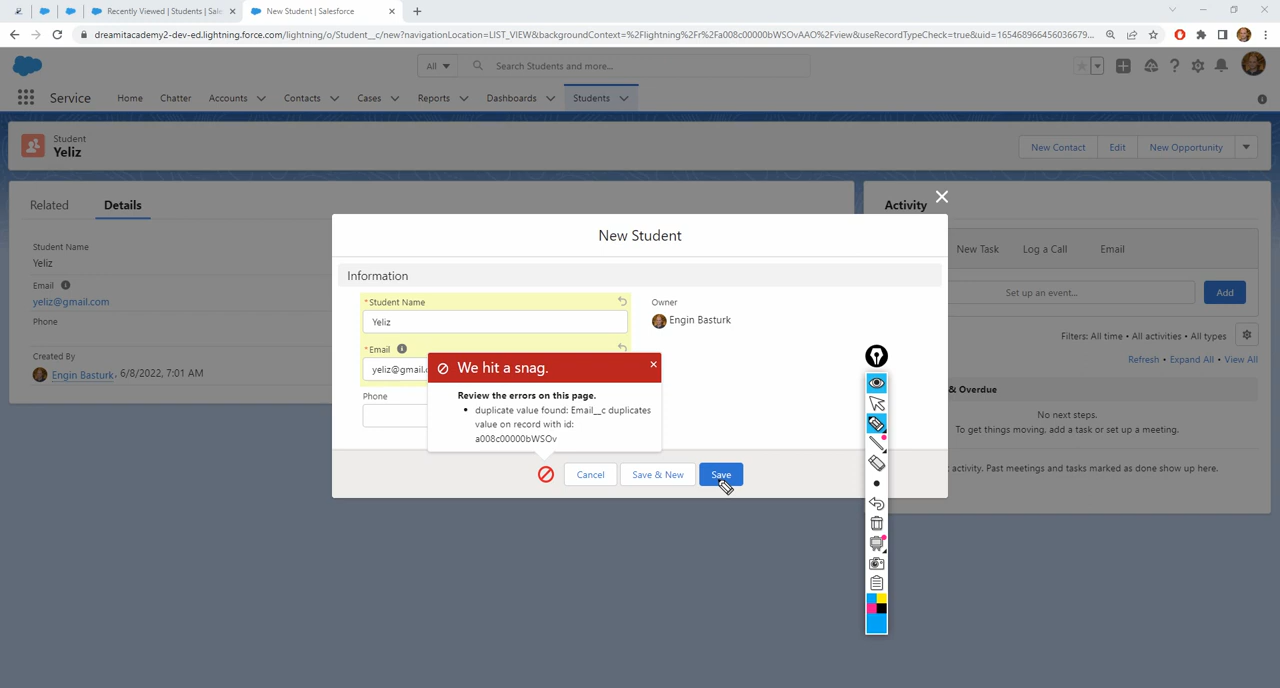 Recently Viewed | Students | Sale
New Student | Salesforce
dreamitacademy2-dev-ed.lightning.force.com/lightning/o/Student__c/new?navigationLocation=LIST_VIEW&backgroundContext=%2Flightning%2Fr%2Fa008c00000bWSOvAAO%2Fview&useRecordTypeCheck=true&uid=165468966456036679...
All
Search Students and more...
Service
Home
Chatter
Accounts
Contacts
Cases
Reports
Dashboards
Students
Student
Yeliz
New Contact
Edit
New Opportunity
Related
Details
Activity
Student Name
Yeliz
Email
yeliz@gmail.com
Phone
Created By
Engin Basturk, 6/8/2022, 7:01 AM
New Student
Information
*Student Name
Yeliz
Owner
Engin Basturk
*Email
yeliz@gmail.c
Phone
We hit a snag.
Review the errors on this page.
• duplicate value found: Email__c duplicates
value on record with id:
a008c00000bWSOv
Cancel
Save & New
Save
New Task
Log a Call
Email
Set up an event...
Add
Filters: All time • All activities • All types
Refresh • Expand All • View All
& Overdue
No next steps.
To get things moving, add a task or set up a meeting.
activity. Past meetings and tasks marked as done show up here.